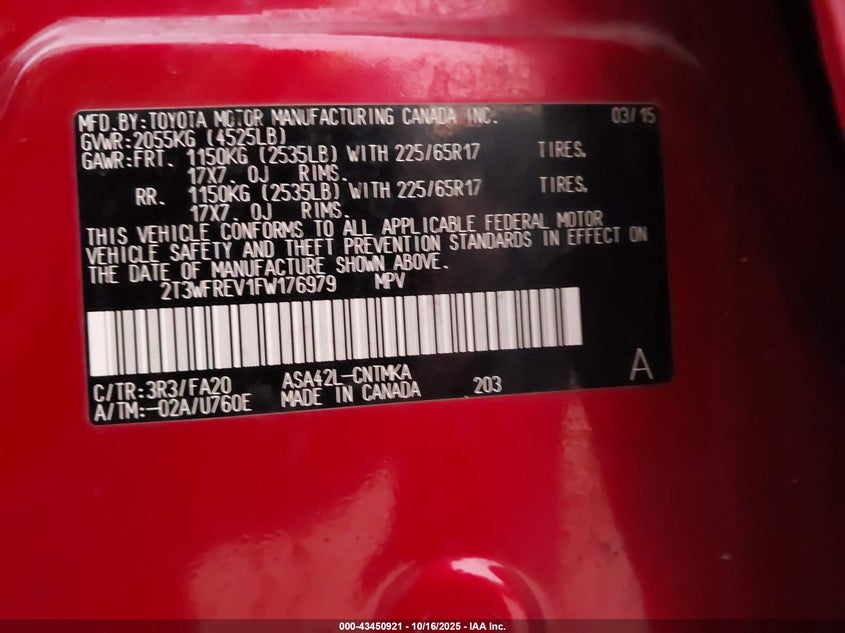 MFD.BY:TOYOTA MOTOR MANUFACTURING CANADA INC. 03/15
GVWR:2055KG (4525LB)
GAWR:FRT. 1150KG (2535LB) WITH 225/65R17 TIRES,
17X7.0J RIMS.
RR. 1150KG (2535LB) WITH 225/65R17 TIRES,
17X7.0J RIMS.
THIS VEHICLE CONFORMS TO ALL APPLICABLE FEDERAL MOTOR
VEHICLE SAFETY AND THEFT PREVENTION STANDARDS IN EFFECT ON
THE DATE OF MANUFACTURE SHOWN ABOVE.
2T3WFREV1FW176979 MPV
C/TR:3R3/FA20 ASA42L-CNTMKA 203 A
A/TM:-02A/U760E MADE IN CANADA
000-43450921 - 10/16/2025 - IAA Inc.